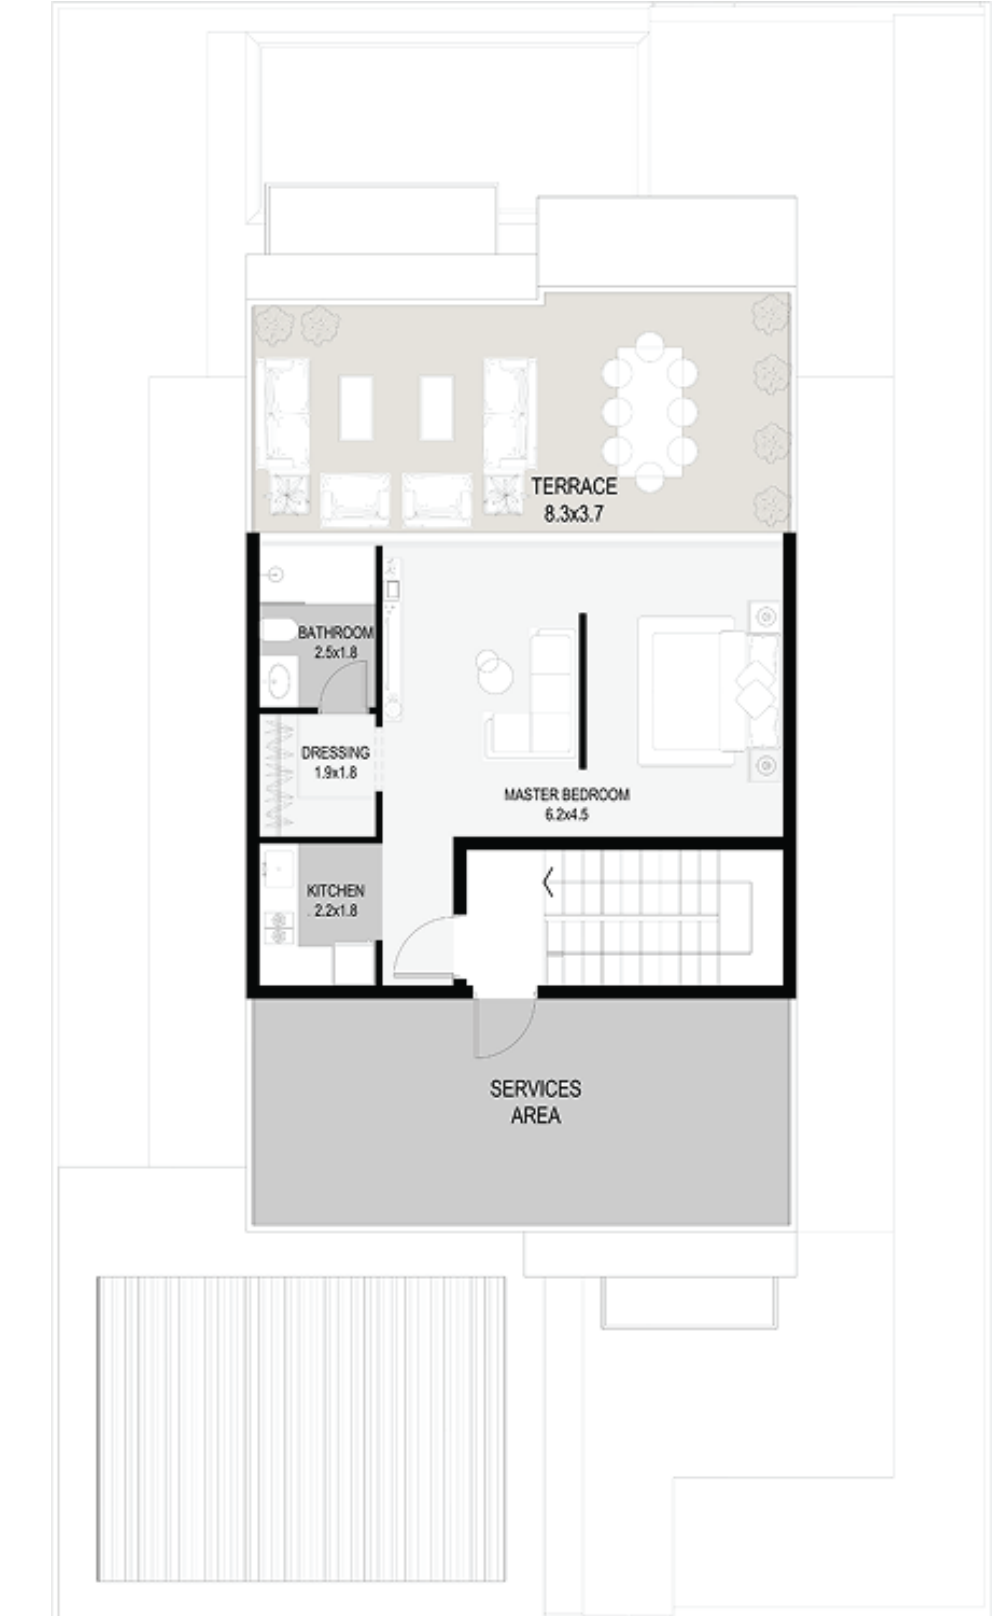 TERRACE
8.3x3.7
BATHROOM
2.5x1.8
DRESSING
1.9x1.8
MASTER BEDROOM
6.2x4.5
KITCHEN
. 2.2x1.8
SERVICES
AREA